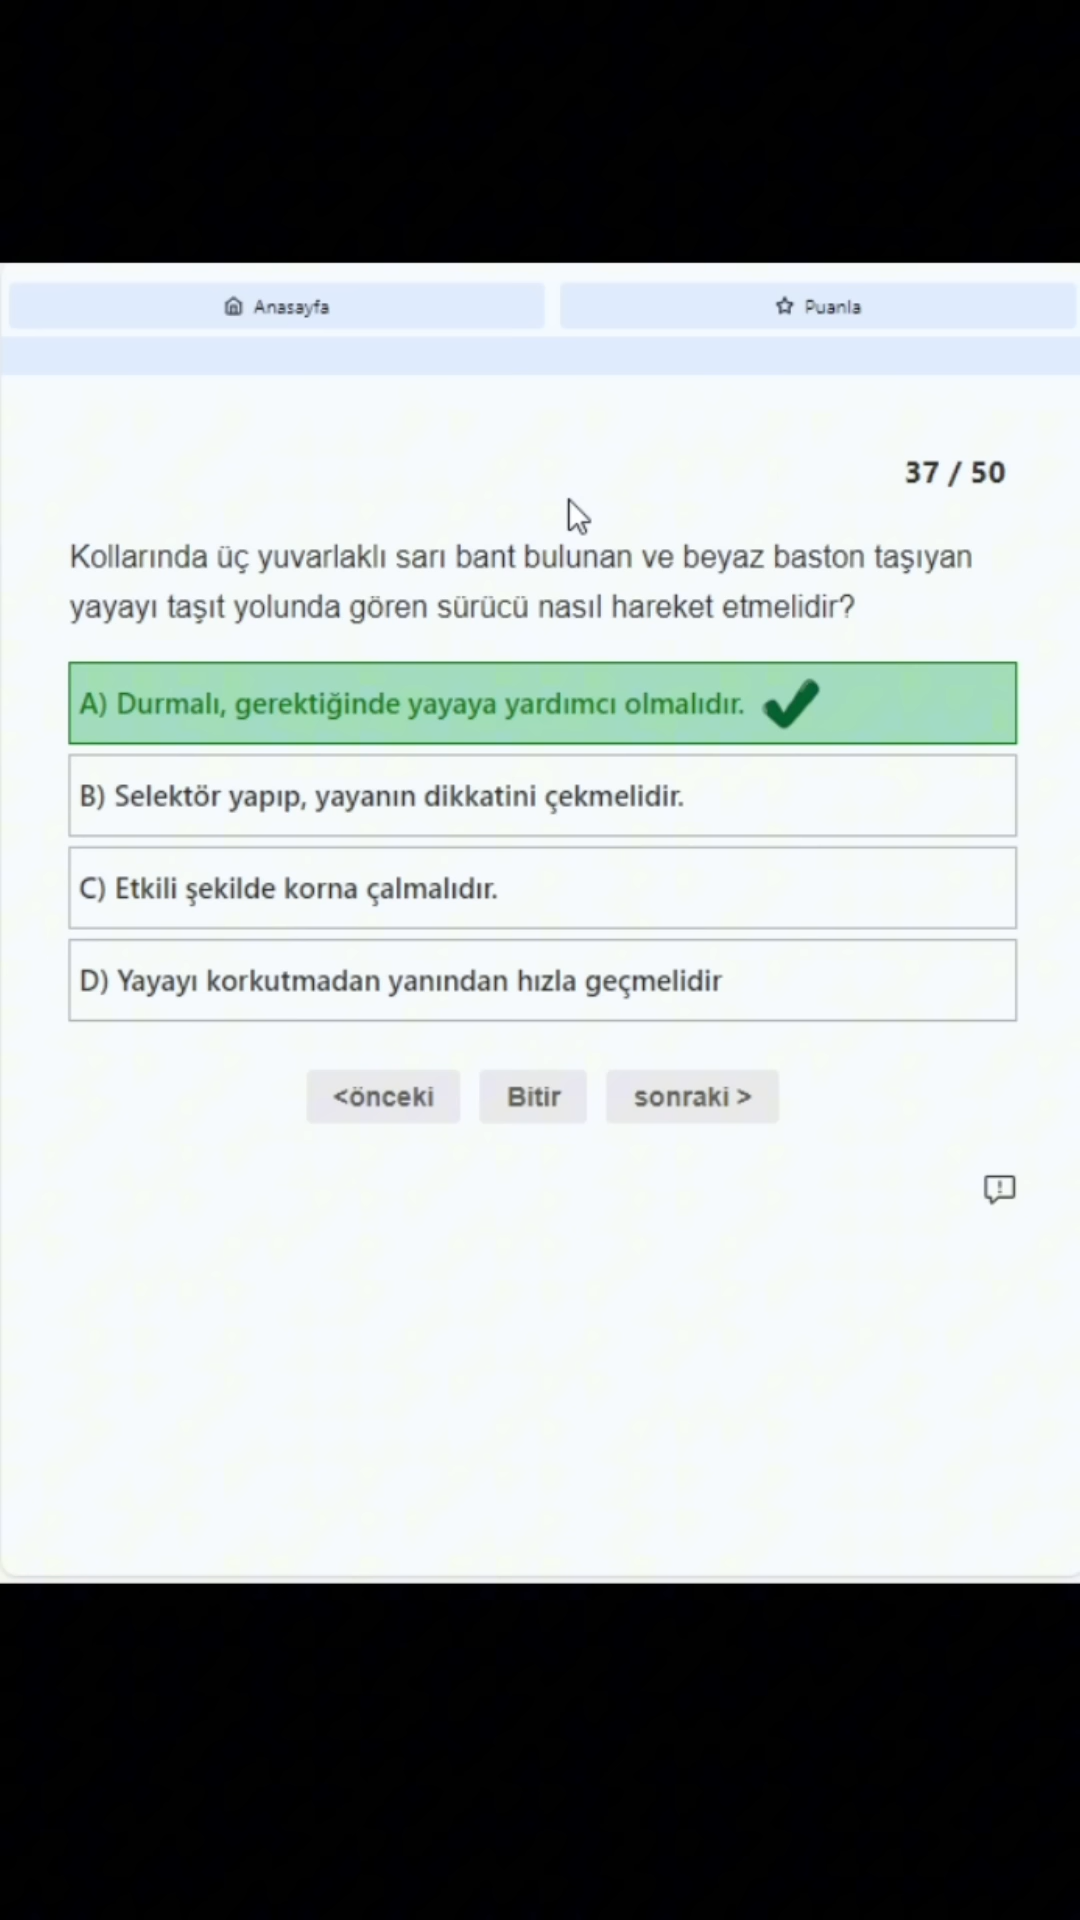 Anasayfa
Puanla
37 / 50
Kollarında üç yuvarlaklı sarı bant bulunan ve beyaz baston taşıyan
yayayı taşıt yolunda gören sürücü nasıl hareket etmelidir?
A) Durmalı, gerektiğinde yayaya yardımcı olmalıdır.
B) Selektör yapıp, yayanın dikkatini çekmelidir.
C) Etkili şekilde korna çalmalıdır.
D) Yayayı korkutmadan yanından hızla geçmelidir
<önceki
Bitir
sonraki >